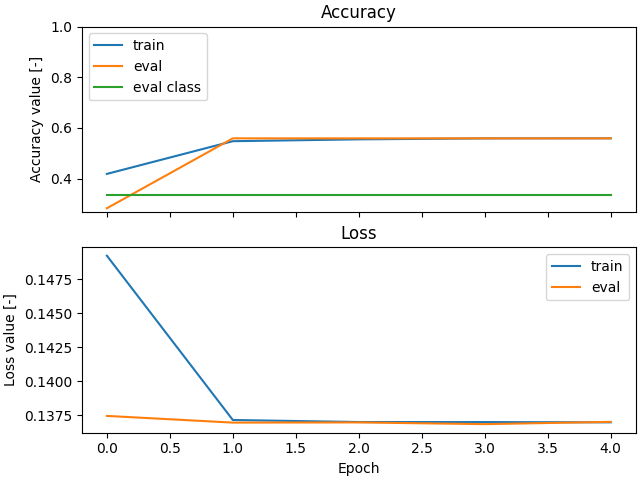 Accuracy
Accuracy value [-]
1.0
0.8
0.6
0.4
train
eval
eval class
Loss
Loss value [-]
0.1475
0.1450
0.1425
0.1400
0.1375
train
eval
0.0 0.5 1.0 1.5 2.0 2.5 3.0 3.5 4.0
Epoch